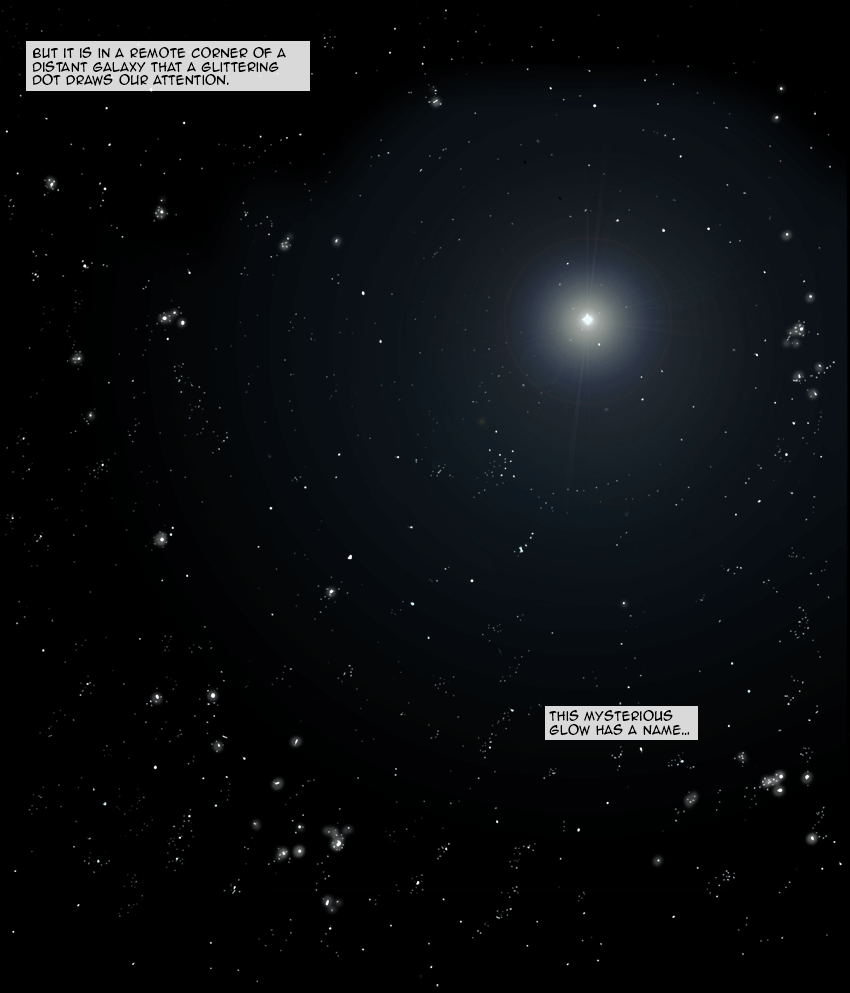 BUT IT IS IN A REMOTE CORNER OF A
DISTANT GALAXY THAT A GLITTERING
DOT DRAWS OUR ATTENTION.
THIS MYSTERIOUS
GLOW HAS A NAME...